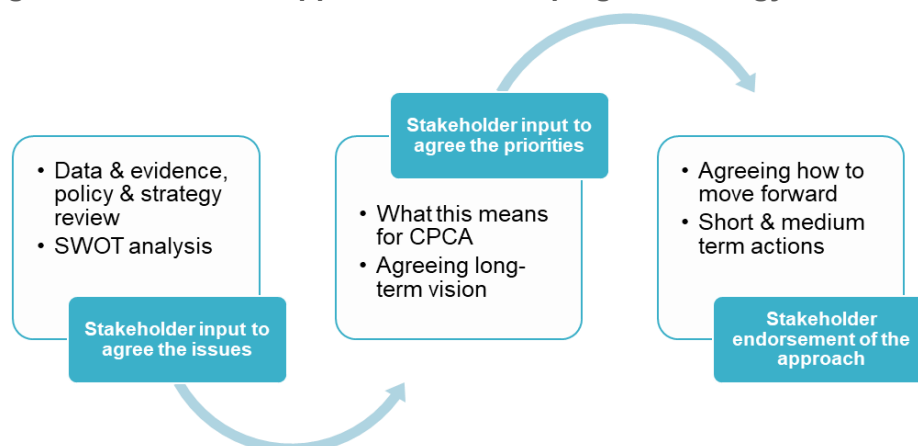 • Data & evidence,
policy & strategy
review
• SWOT analysis
Stakeholder input to
agree the issues
Stakeholder input to
agree the priorities
• What this means
for CPCA
• Agreeing long-
term vision
• Agreeing how to
move forward
• Short & medium
term actions
Stakeholder
endorsement of the
approach